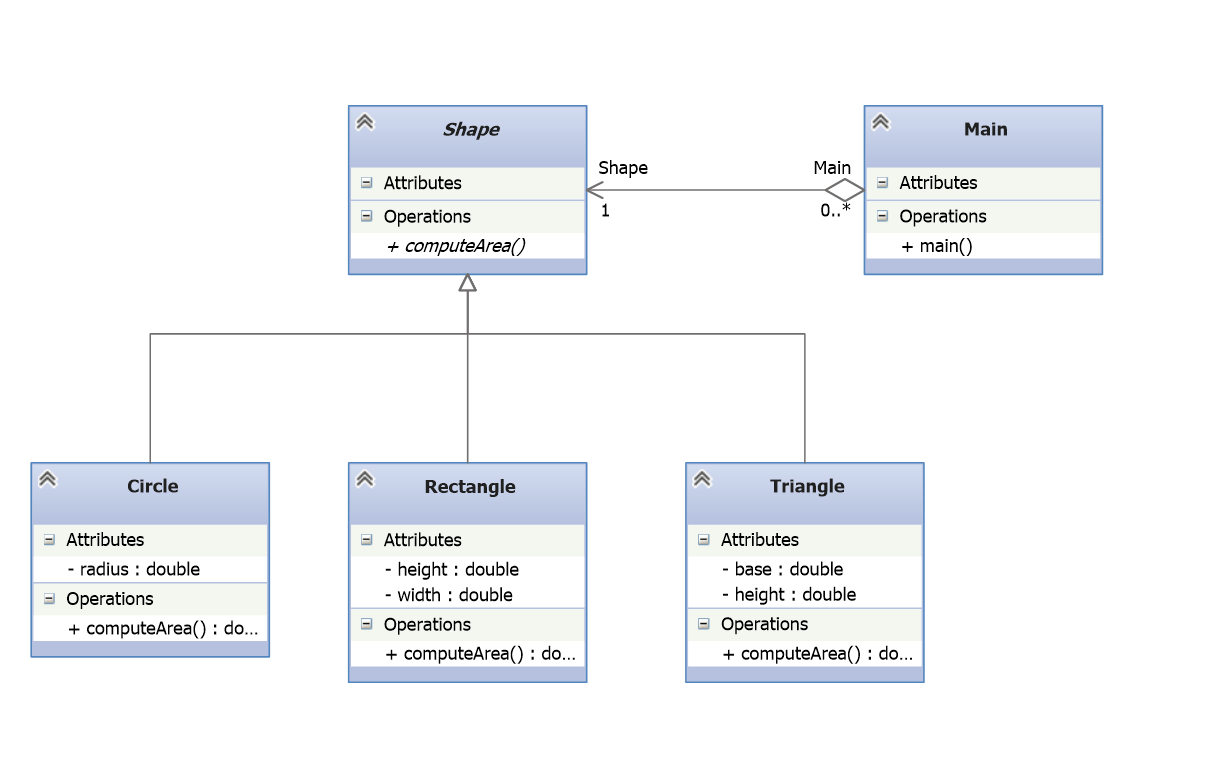 Shape
Attributes
Operations
+ computeArea()
Shape
1
Main
0..*
Main
Attributes
Operations
+ main()
Circle
Attributes
- radius : double
Operations
+ computeArea() : do...
Rectangle
Attributes
- height : double
- width : double
Operations
+ computeArea() : do...
Triangle
Attributes
- base : double
- height : double
Operations
+ computeArea() : do...